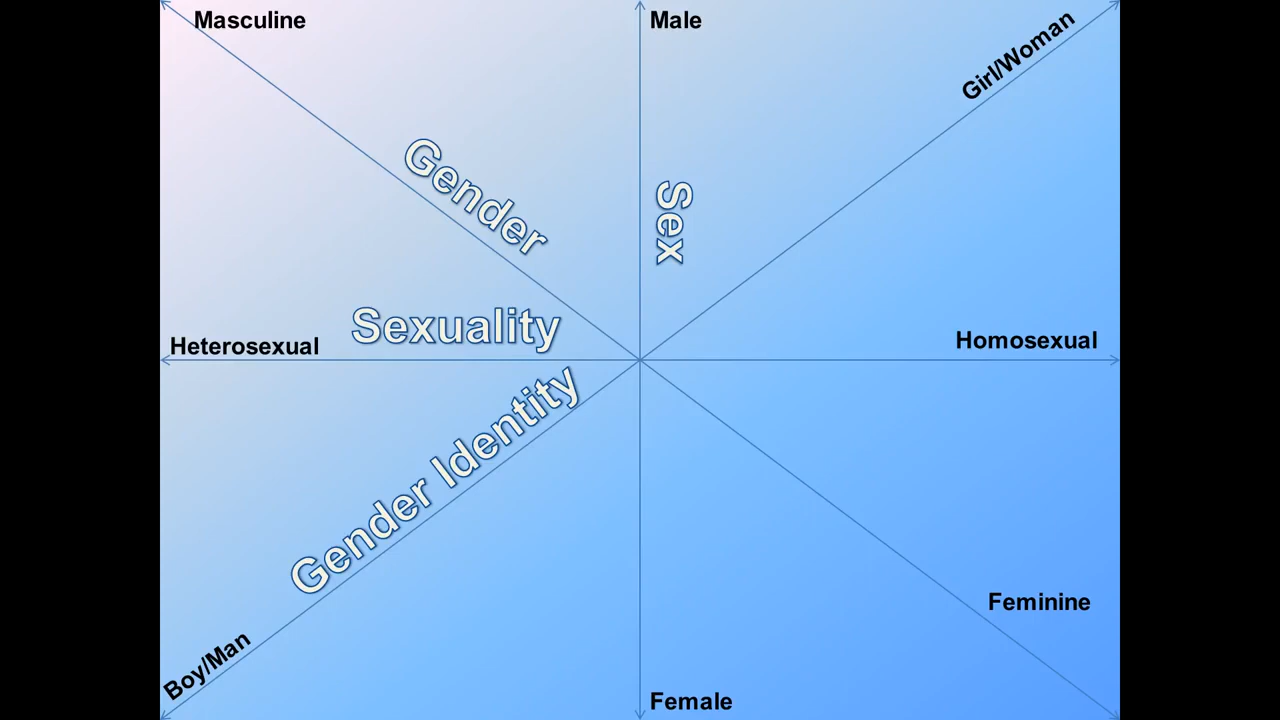 Masculine
Male
Girl/Woman
Gender
Sex
Sexuality
Heterosexual
Homosexual
Gender Identity
Feminine
Boy/Man
Female